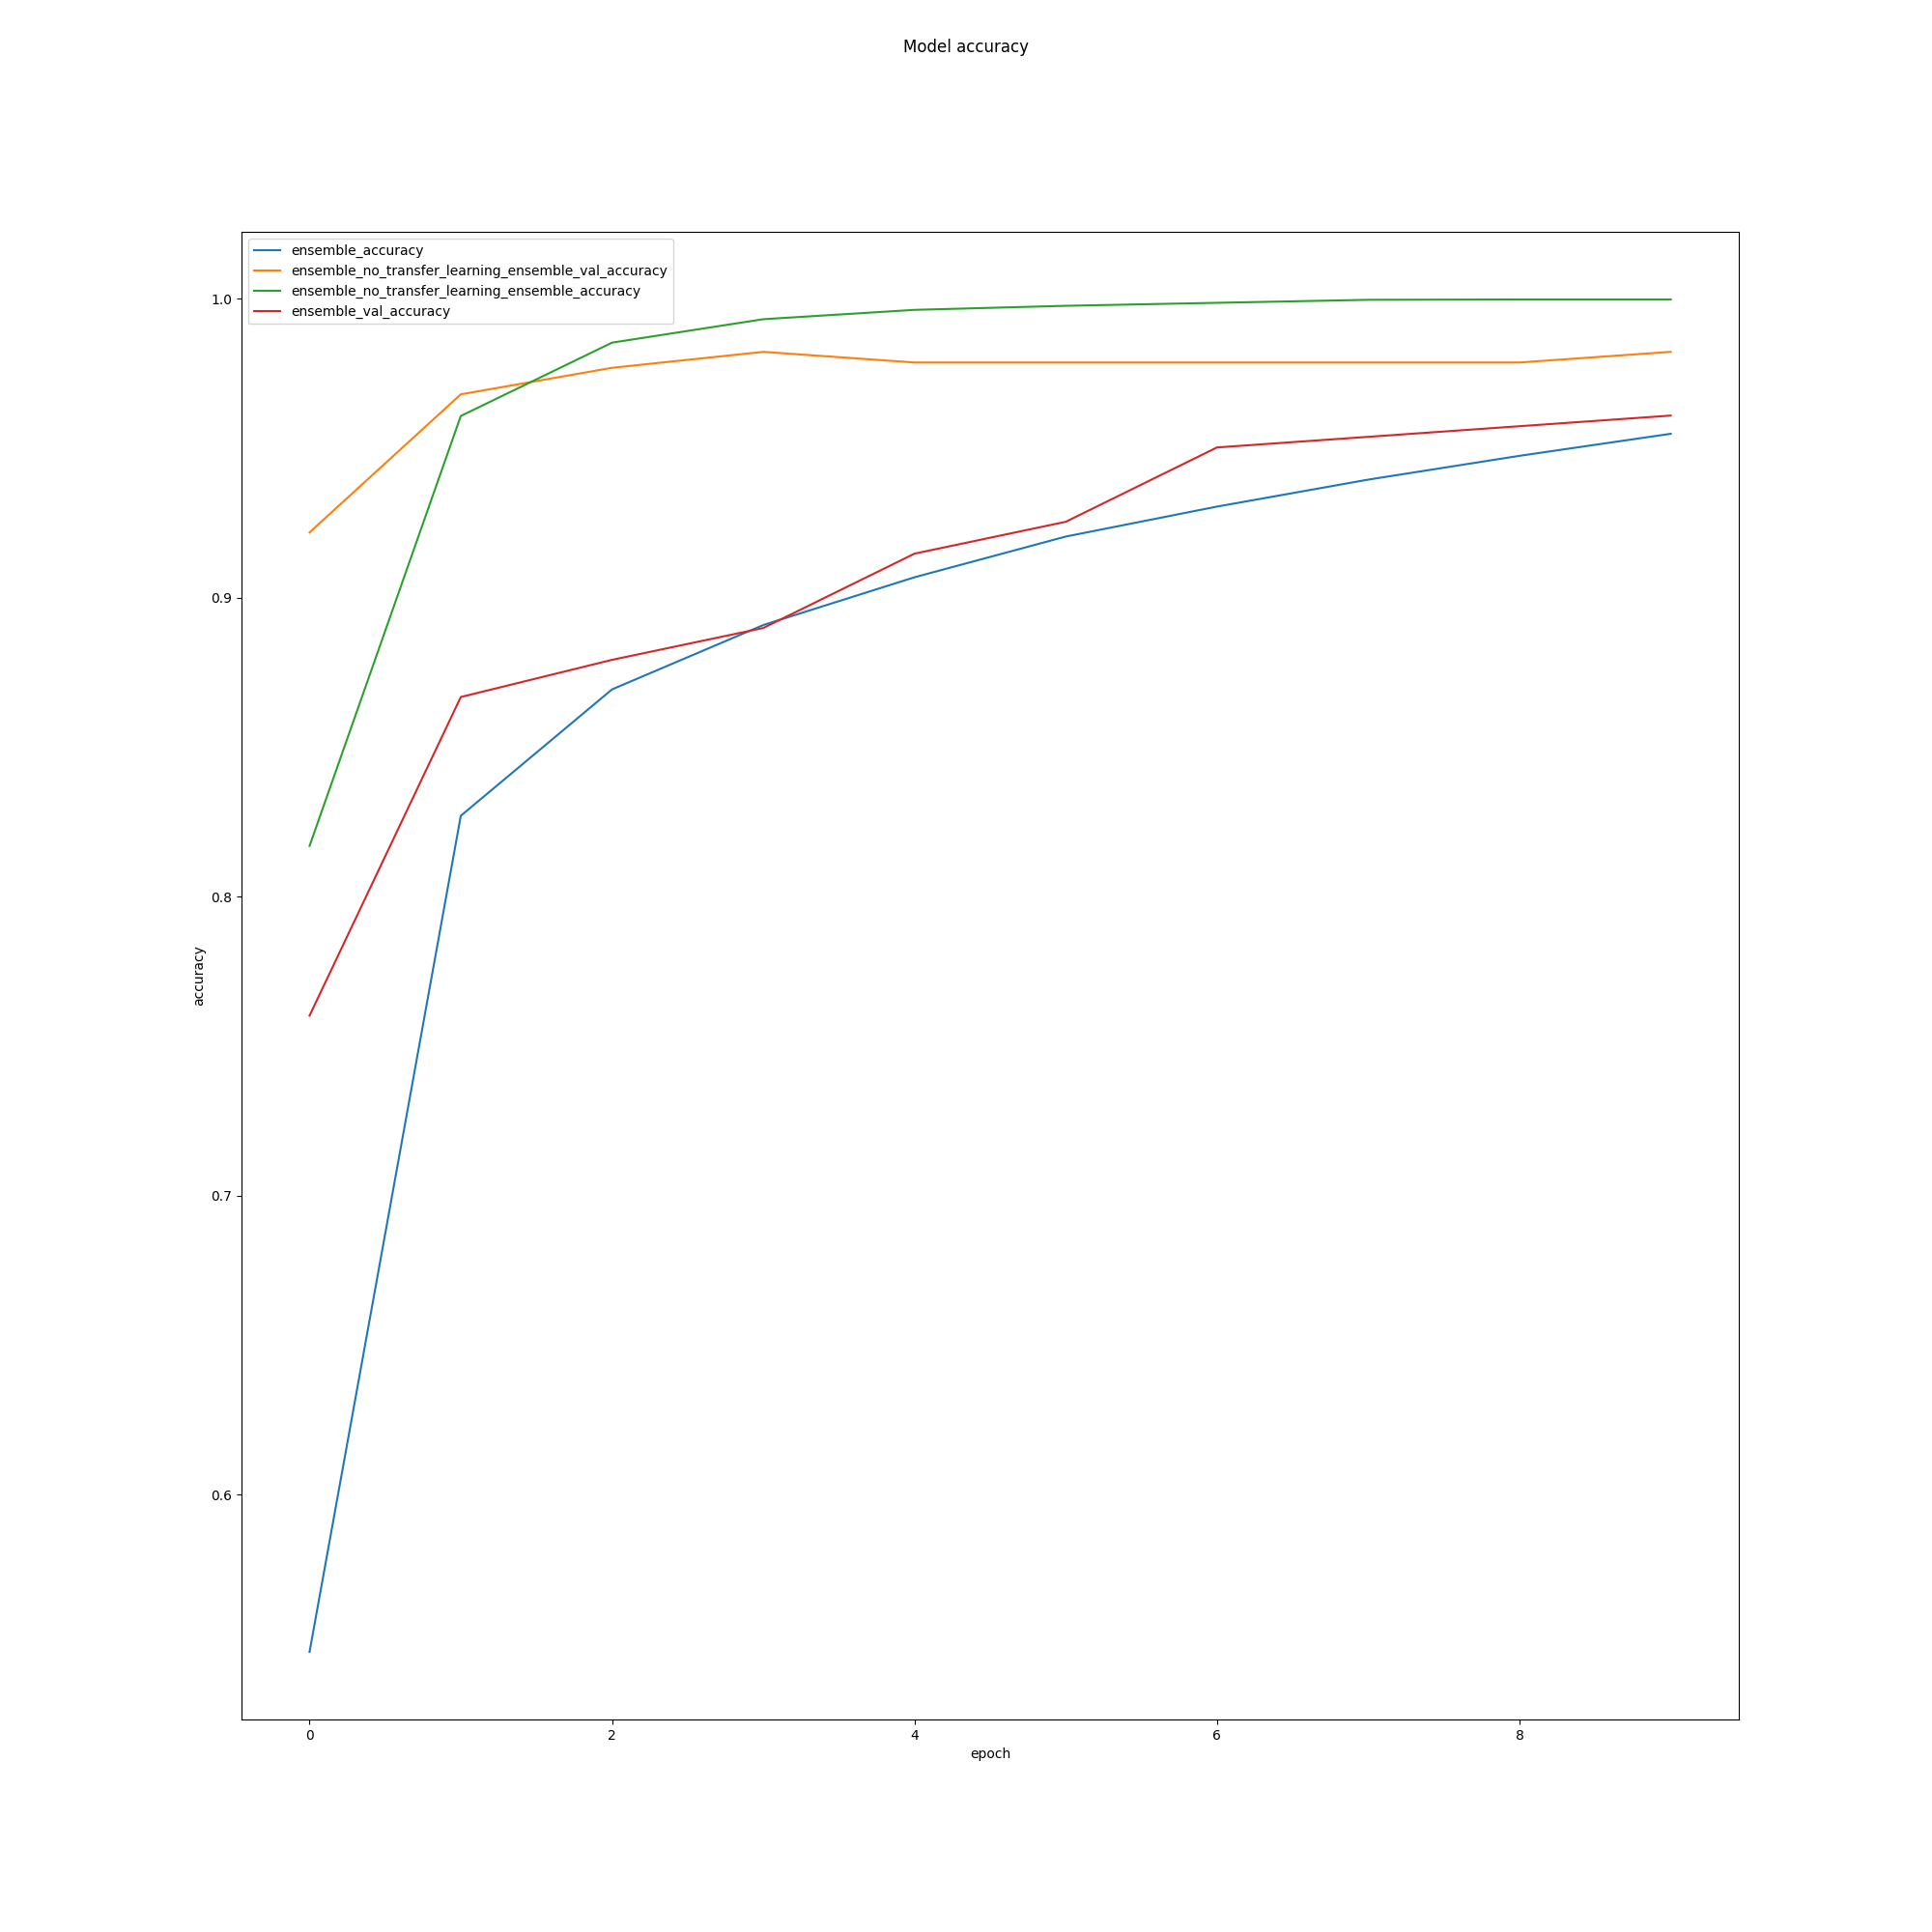 Model accuracy
ensemble_accuracy
ensemble_no_transfer_learning_ensemble_val_accuracy
ensemble_no_transfer_learning_ensemble_accuracy
ensemble_val_accuracy
1.0
0.9
0.8
0.7
0.6
accuracy
0 2 4 6 8
epoch